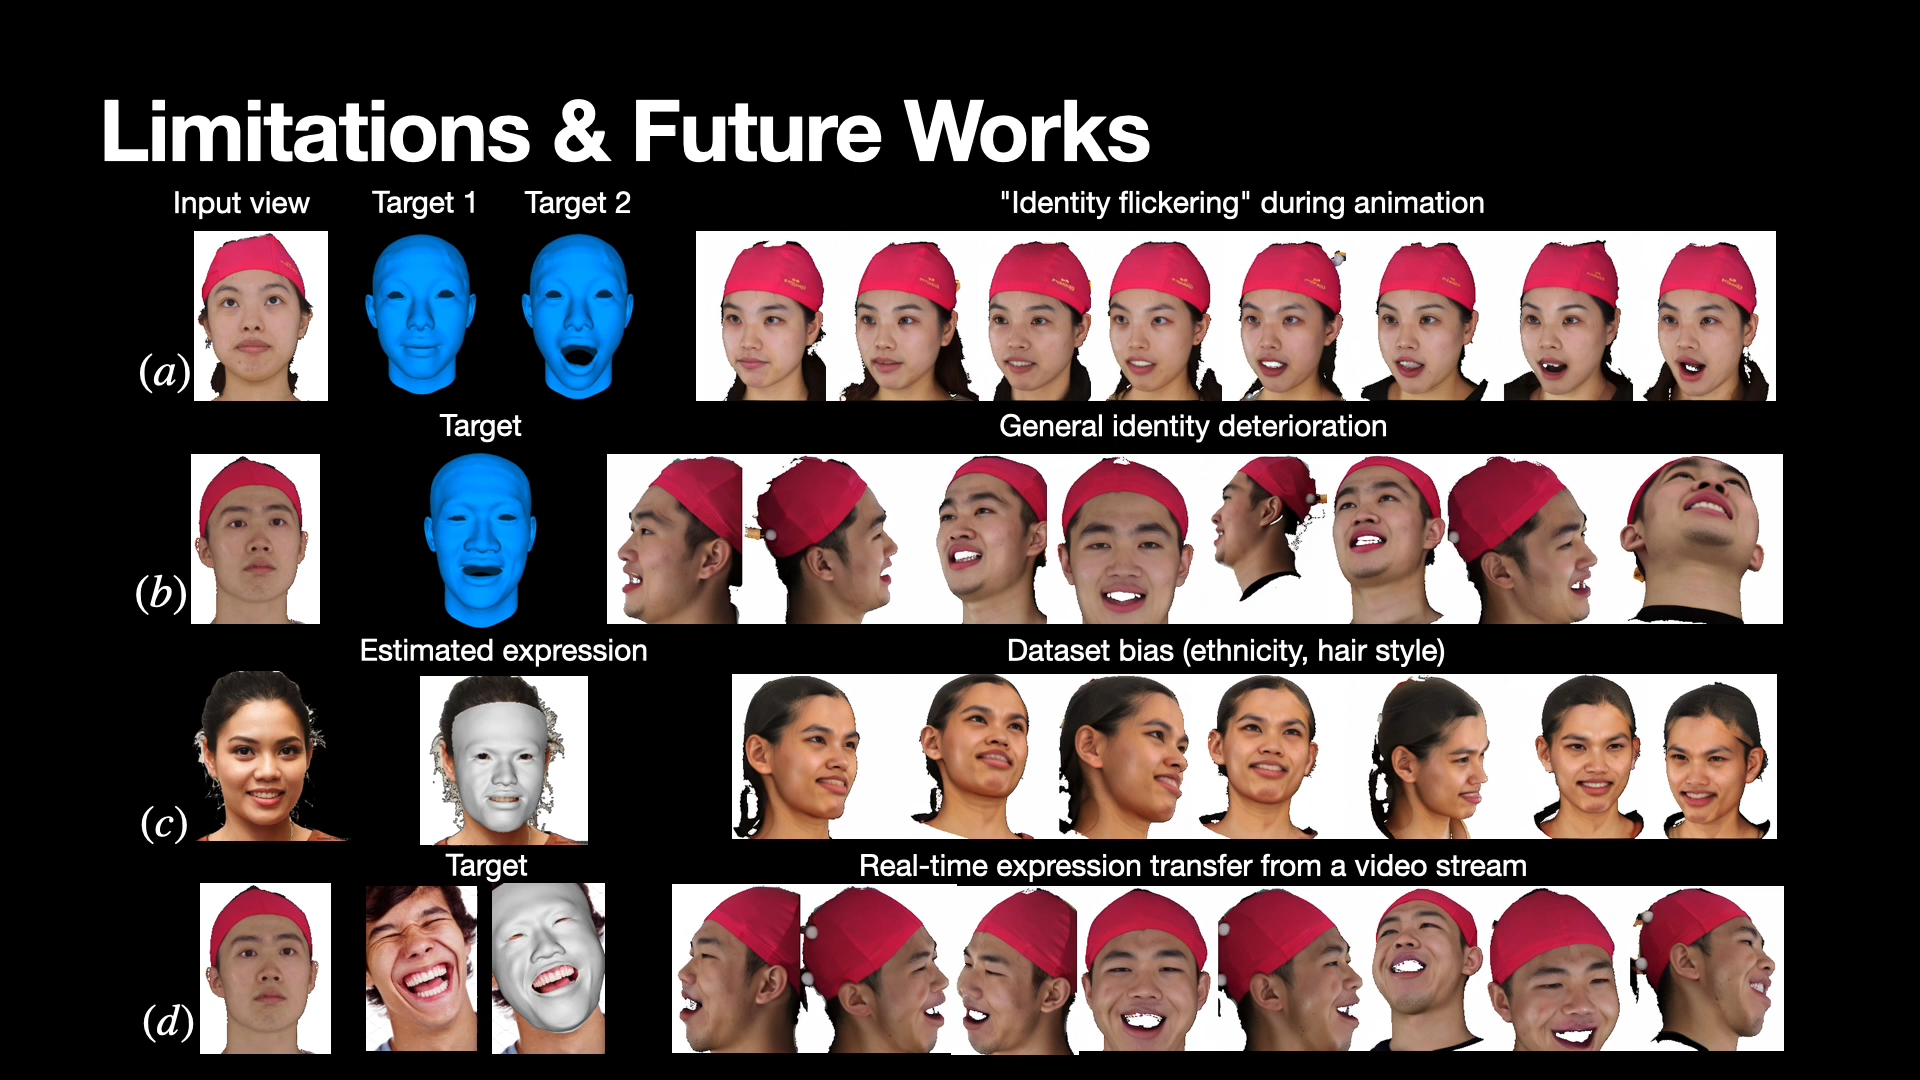 Limitations & Future Works
Input view
Target 1
Target 2
"Identity flickering" during animation
(a)
Target
General identity deterioration
(b)
Estimated expression
Dataset bias (ethnicity, hair style)
(c)
Target
Real-time expression transfer from a video stream
(d)